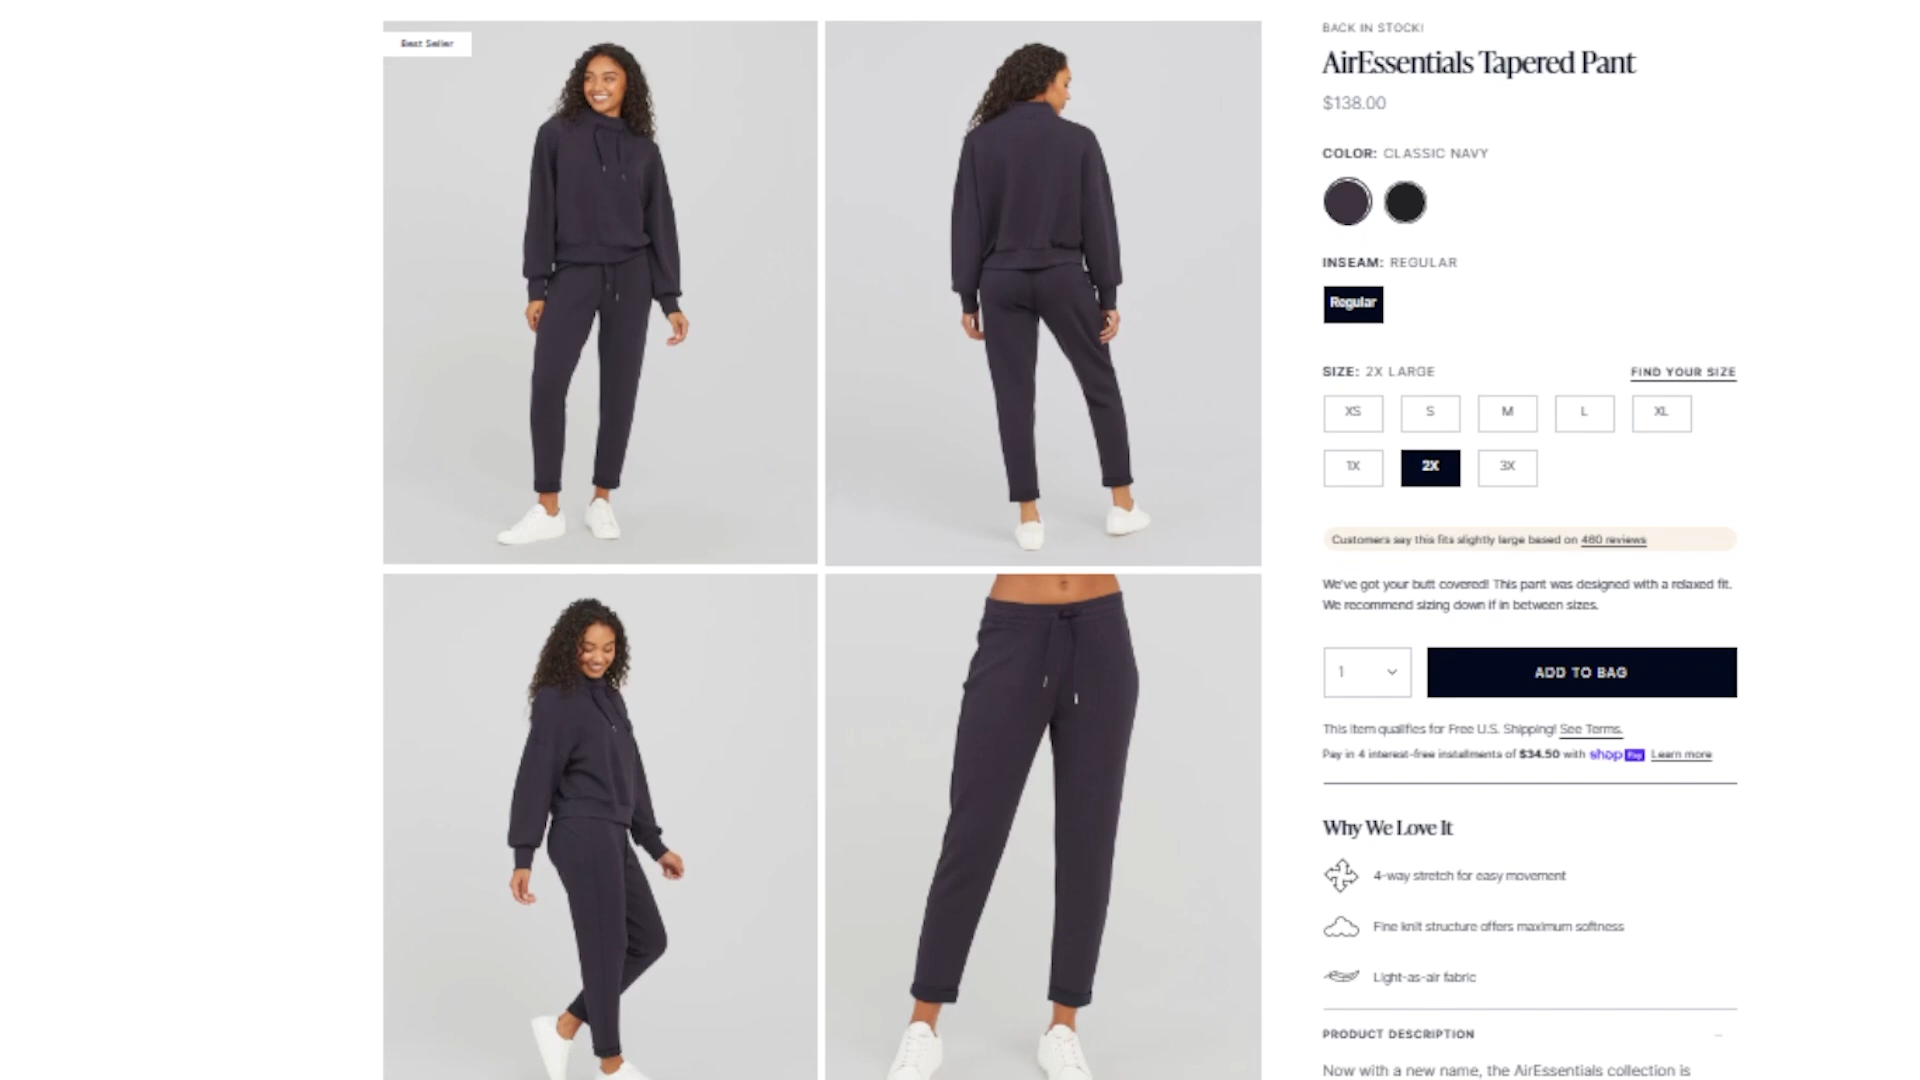 Best Seller
BACK IN STOCK!
AirEssentials Tapered Pant
$138.00
COLOR: CLASSIC NAVY
INSEAM: REGULAR
Regular
SIZE: 2X LARGE
FIND YOUR SIZE
XS S M L XL
1X 2X 3X
Customers say this fits slightly large based on 480 reviews
We've got your butt covered! This pant was designed with a relaxed fit.
We recommend sizing down if in between sizes.
1
ADD TO BAG
This item qualifies for Free U.S. Shipping! See Terms.
Pay in 4 interest-free installments of $34.50 with shop Pay Learn more
Why We Love It
4-way stretch for easy movement
Fine knit structure offers maximum softness
Light-as-air fabric
PRODUCT DESCRIPTION
Now with a new name, the AirEssentials collection is